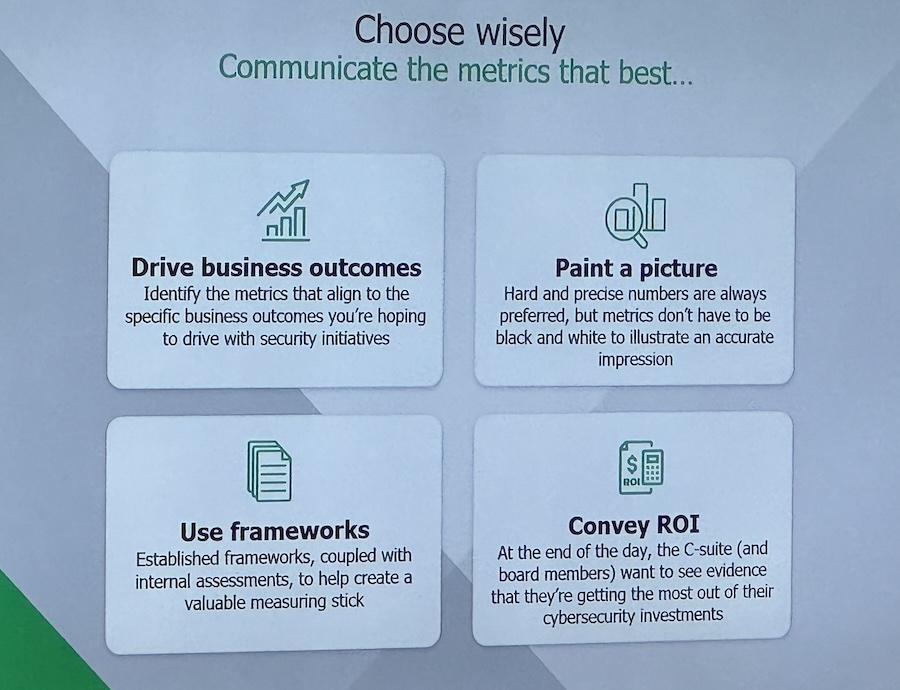 Choose wisely
Communicate the metrics that best...
Drive business outcomes
Identify the metrics that align to the
specific business outcomes you're hoping
to drive with security initiatives
Paint a picture
Hard and precise numbers are always
preferred, but metrics don't have to be
black and white to illustrate an accurate
impression
Use frameworks
Established frameworks, coupled with
internal assessments, to help create a
valuable measuring stick
$
ROI
Convey ROI
At the end of the day, the C-suite (and
board members) want to see evidence
that they're getting the most out of their
cybersecurity investments